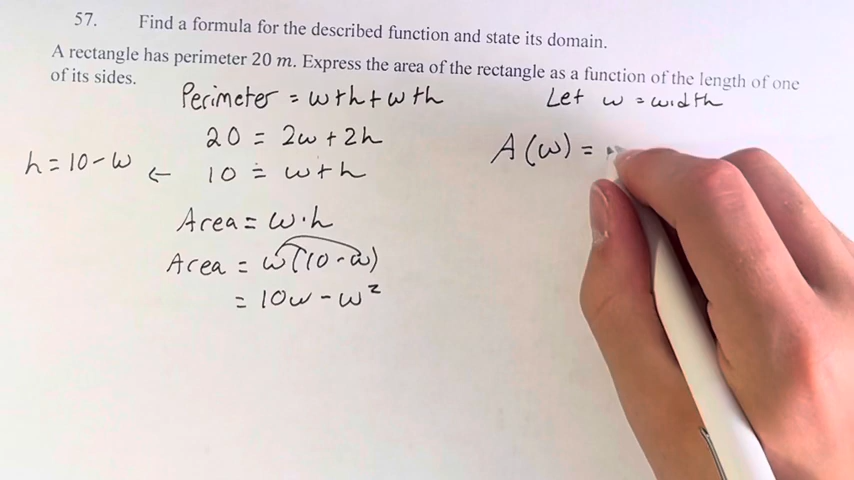 57. Find a formula for the described function and state its domain.
A rectangle has perimeter 20 m. Express the area of the rectangle as a function of the length of one
of its sides.
Perimeter = w+h+w+h
Let w = width
20 = 2w + 2h
A(w) =
h = 10 - w ← 10 = w+h
Area = w·h
Area = w(10-w)
= 10w - w²